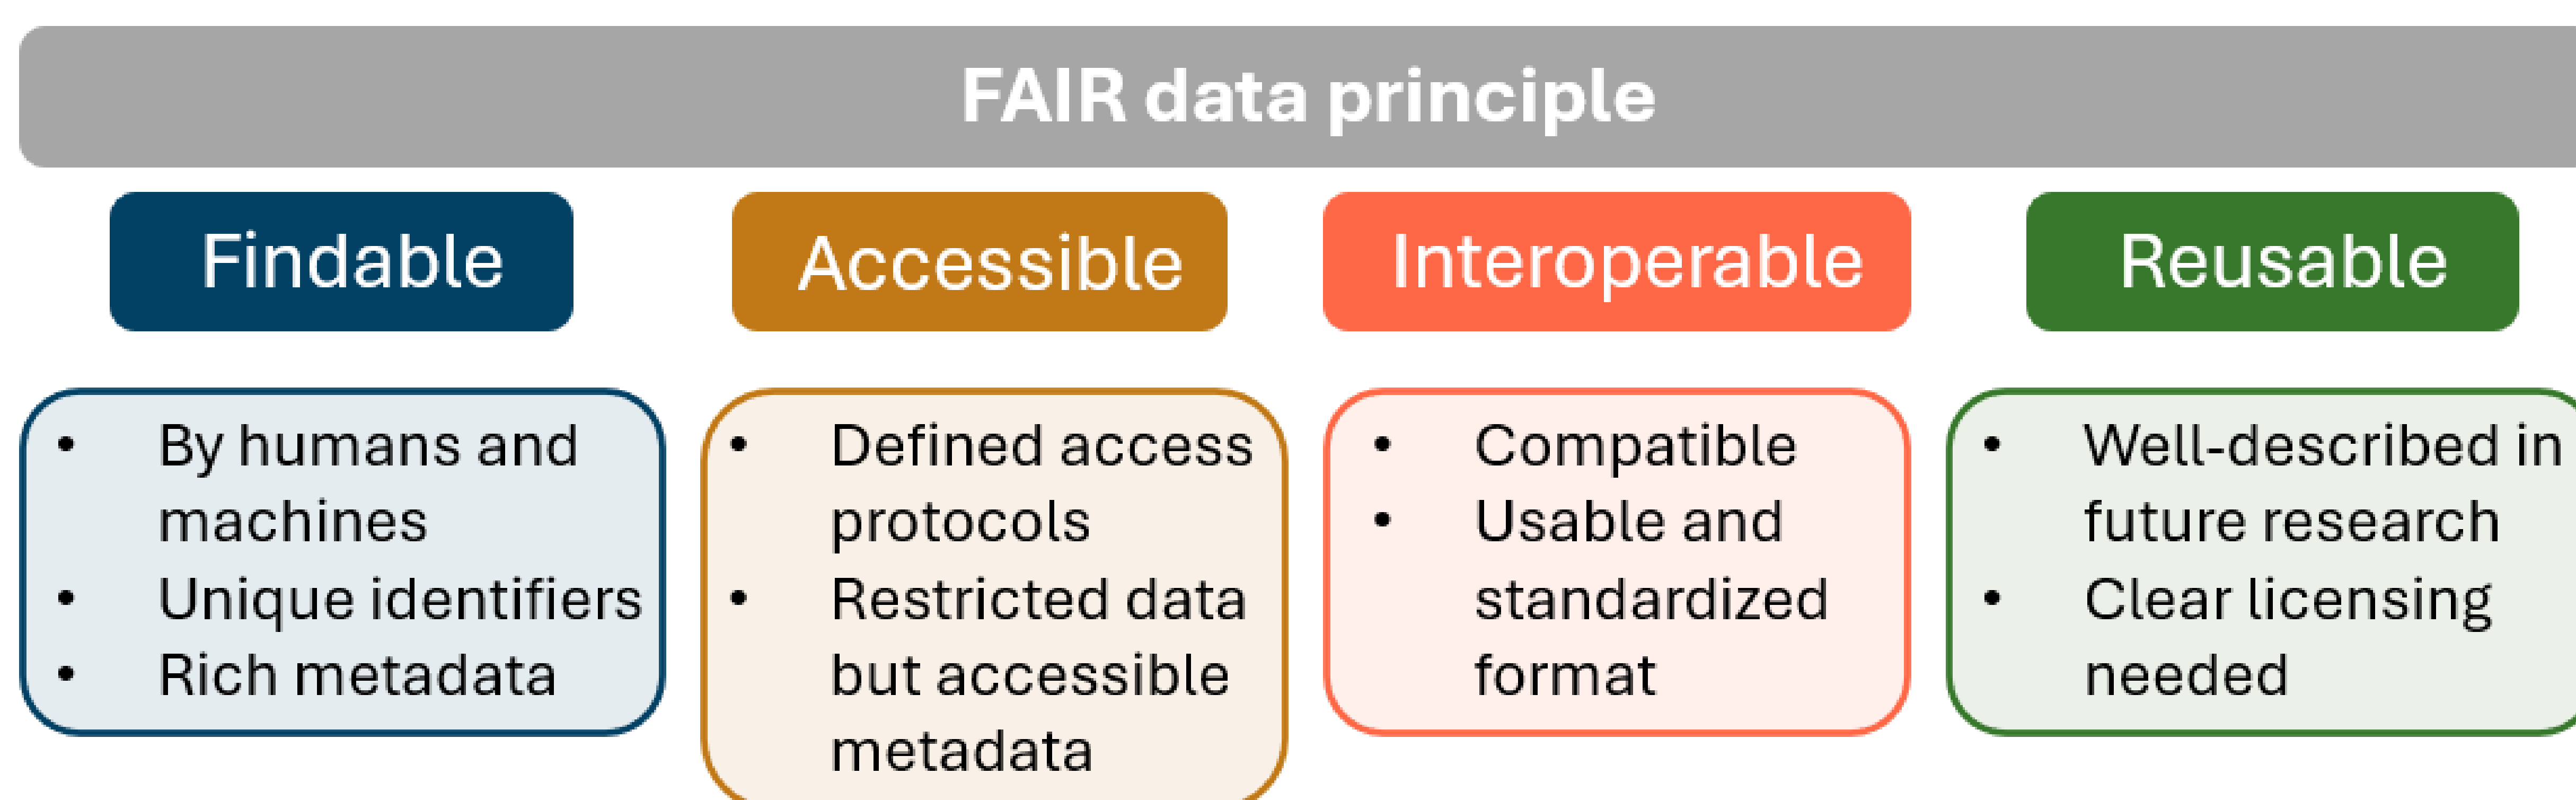 FAIR data principle
Findable
Accessible
Interoperable
Reusable
• By humans and
machines
• Unique identifiers
• Rich metadata
• Defined access
protocols
• Restricted data
but accessible
metadata
• Compatible
• Usable and
standardized
format
• Well-described in
future research
• Clear licensing
needed